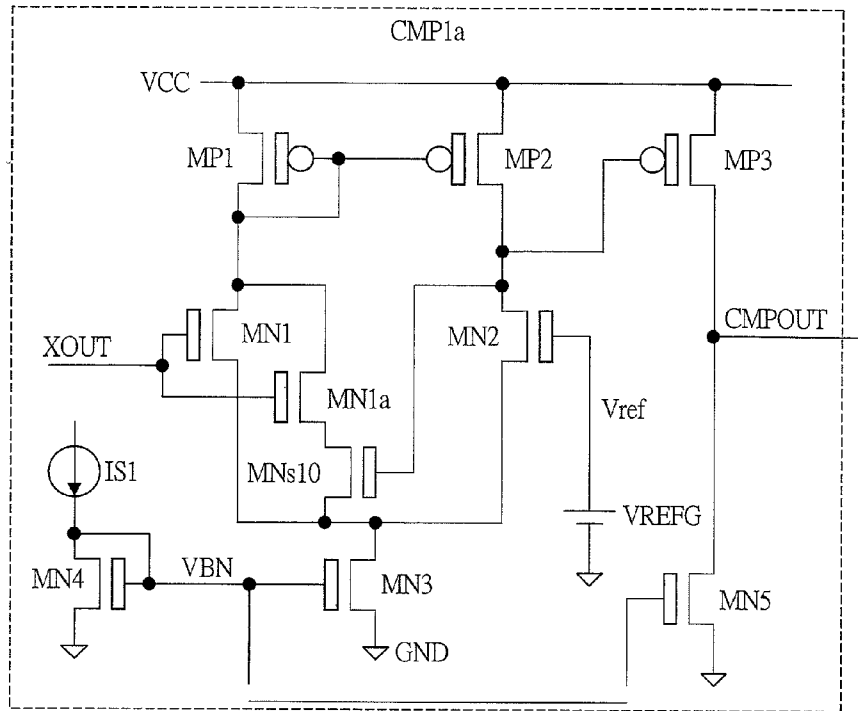 CMP1a
VCC
MP1
MP2
MP3
MN1
MN2
CMPOUT
XOUT
MN1a
Vref
IS1
MNs10
VREFG
MN4
VBN
MN3
MN5
GND